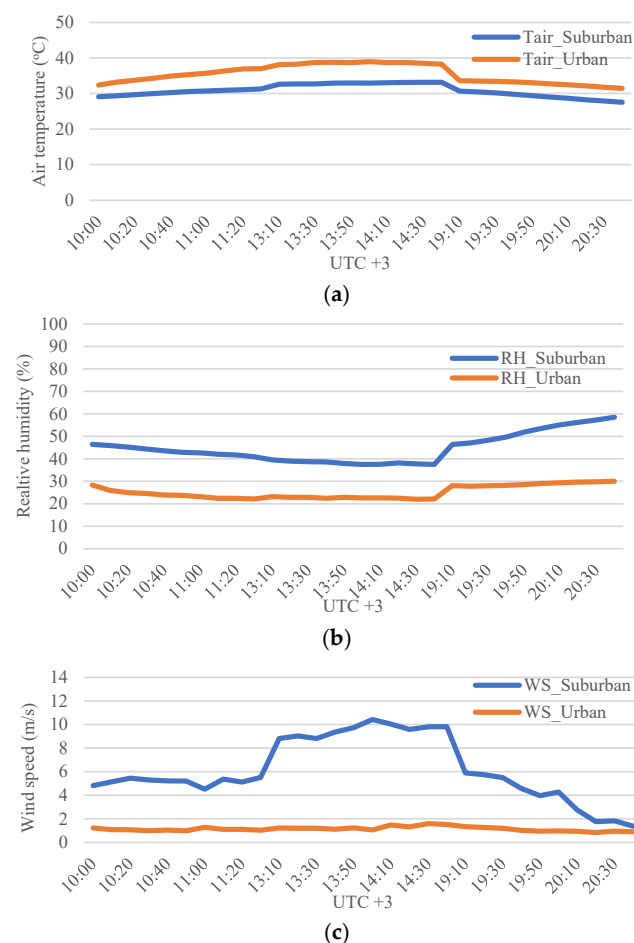 50
40
30
20
10
0
Air temperature (°C)
Tair_Suburban
Tair_Urban
10:00 10:20 10:40 11:00 11:20 13:10 13:30 13:50 14:10 14:30 19:10 19:30 19:50 20:10 20:30
UTC +3
(a)
100
90
80
70
60
50
40
30
20
10
0
Realtive humidity (%)
RH_Suburban
RH_Urban
10:00 10:20 10:40 11:00 11:20 13:10 13:30 13:50 14:10 14:30 19:10 19:30 19:50 20:10 20:30
UTC +3
(b)
14
12
10
8
6
4
2
0
Wind speed (m/s)
WS_Suburban
WS_Urban
10:00 10:20 10:40 11:00 11:20 13:10 13:30 13:50 14:10 14:30 19:10 19:30 19:50 20:10 20:30
UTC +3
(c)